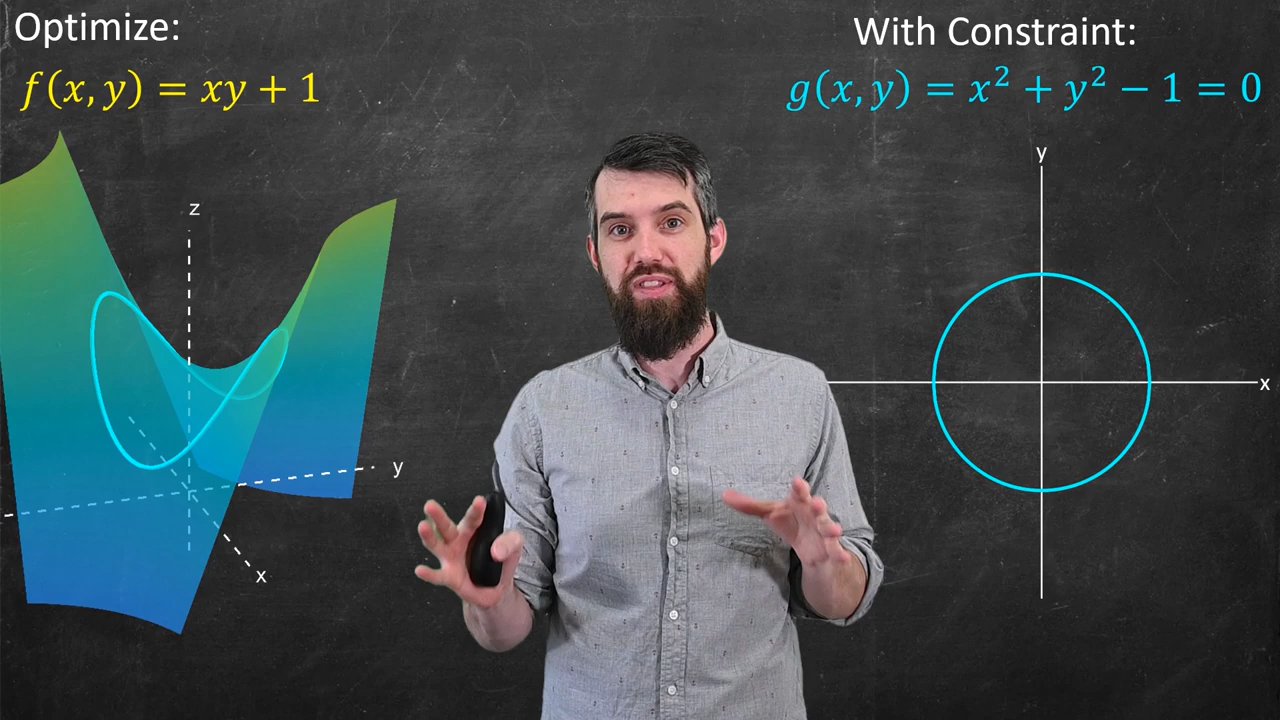 Optimize:
f(x, y) = xy + 1
With Constraint:
g(x, y) = x² + y² − 1 = 0
z
y
x
y
x